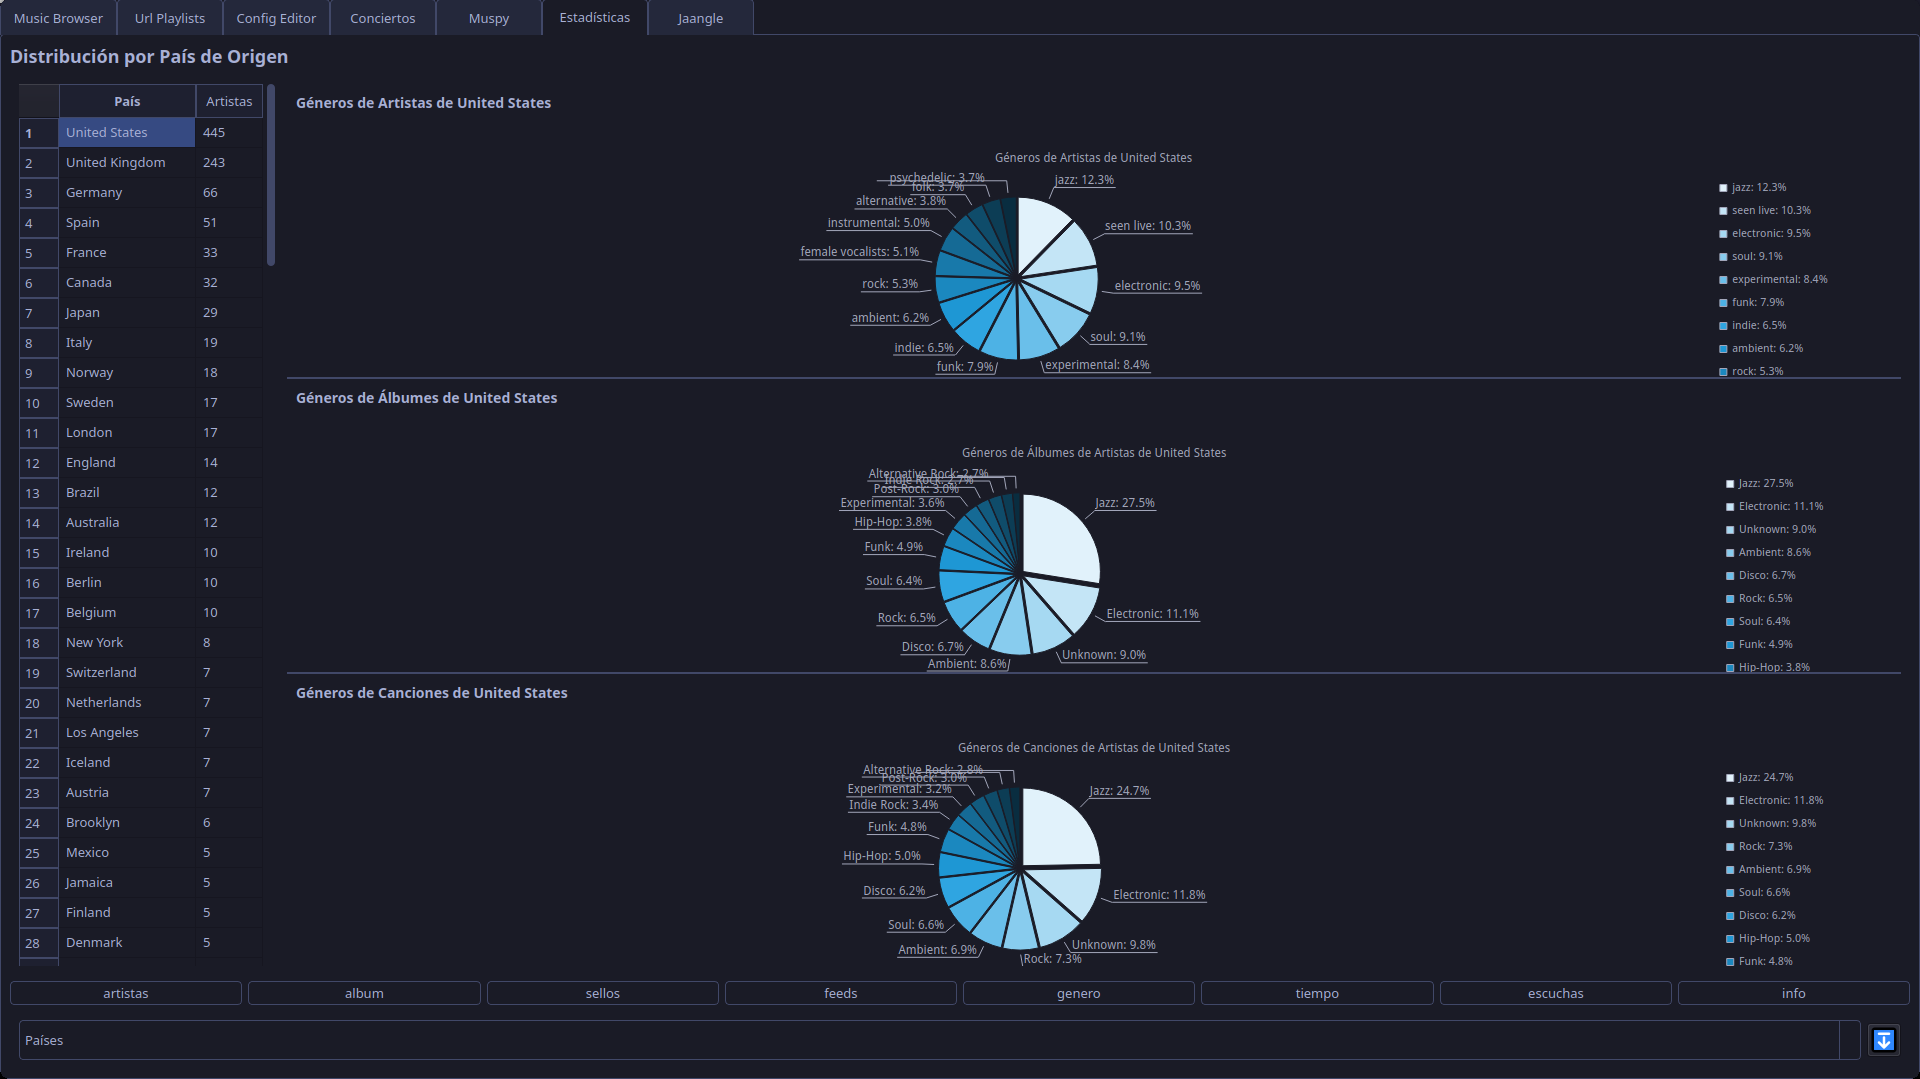 Music Browser
Url Playlists
Config Editor
Conciertos
Muspy
Estadísticas
Jaangle
Distribución por País de Origen
País Artistas
1 United States 445
2 United Kingdom 243
3 Germany 66
4 Spain 51
5 France 33
6 Canada 32
7 Japan 29
8 Italy 19
9 Norway 18
10 Sweden 17
11 London 17
12 England 14
13 Brazil 12
14 Australia 12
15 Ireland 10
16 Berlin 10
17 Belgium 10
18 New York 8
19 Switzerland 7
20 Netherlands 7
21 Los Angeles 7
22 Iceland 7
23 Austria 7
24 Brooklyn 6
25 Mexico 5
26 Jamaica 5
27 Finland 5
28 Denmark 5
Géneros de Artistas de United States
Géneros de Artistas de United States
psychedelic: 3.7%
folk: 3.7%
alternative: 3.8%
instrumental: 5.0%
female vocalists: 5.1%
rock: 5.3%
ambient: 6.2%
indie: 6.5%
funk: 7.9%
jazz: 12.3%
seen live: 10.3%
electronic: 9.5%
soul: 9.1%
experimental: 8.4%
jazz: 12.3%
seen live: 10.3%
electronic: 9.5%
soul: 9.1%
experimental: 8.4%
funk: 7.9%
indie: 6.5%
ambient: 6.2%
rock: 5.3%
Géneros de Álbumes de United States
Géneros de Álbumes de Artistas de United States
Alternative Rock: 2.7%
Indie Rock: 2.7%
Post-Rock: 3.0%
Experimental: 3.6%
Hip-Hop: 3.8%
Funk: 4.9%
Soul: 6.4%
Rock: 6.5%
Disco: 6.7%
Ambient: 8.6%
Jazz: 27.5%
Electronic: 11.1%
Unknown: 9.0%
Jazz: 27.5%
Electronic: 11.1%
Unknown: 9.0%
Ambient: 8.6%
Disco: 6.7%
Rock: 6.5%
Soul: 6.4%
Funk: 4.9%
Hip-Hop: 3.8%
Géneros de Canciones de United States
Géneros de Canciones de Artistas de United States
Alternative Rock: 2.8%
Post-Rock: 3.0%
Experimental: 3.2%
Indie Rock: 3.4%
Funk: 4.8%
Hip-Hop: 5.0%
Disco: 6.2%
Soul: 6.6%
Ambient: 6.9%
Jazz: 24.7%
Electronic: 11.8%
Unknown: 9.8%
Rock: 7.3%
Jazz: 24.7%
Electronic: 11.8%
Unknown: 9.8%
Rock: 7.3%
Ambient: 6.9%
Soul: 6.6%
Disco: 6.2%
Hip-Hop: 5.0%
Funk: 4.8%
artistas
album
sellos
feeds
genero
tiempo
escuchas
info
Países